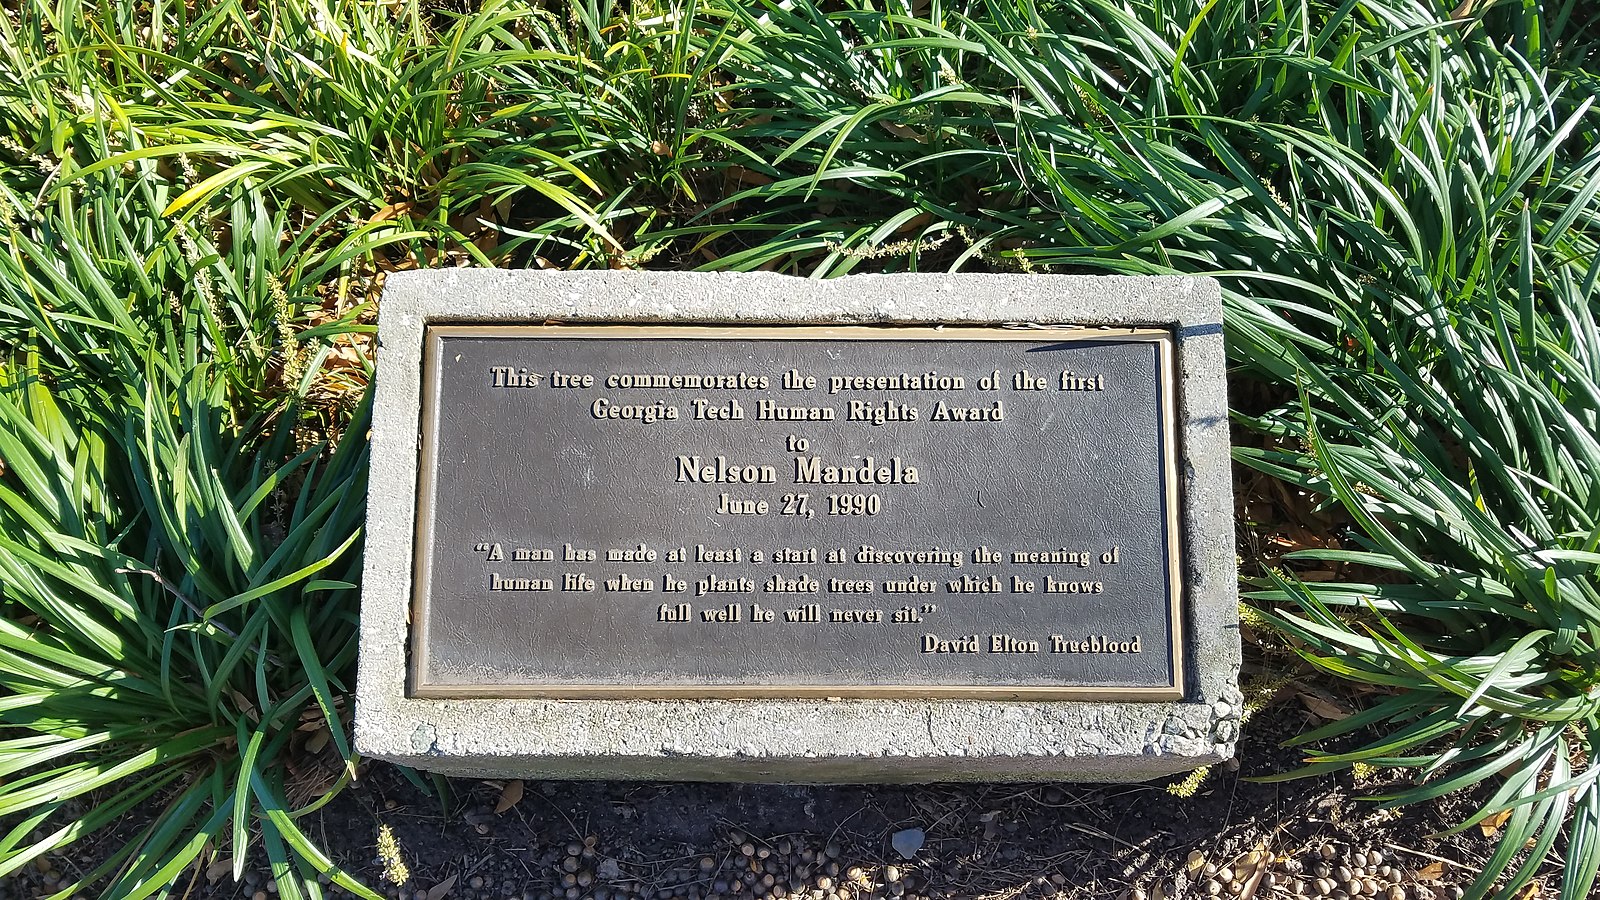 This tree commemorates the presentation of the first
Georgia Tech Human Rights Award
to
Nelson Mandela
June 27, 1990
“A man has made at least a start at discovering the meaning of
human life when he plants shade trees under which he knows
full well he will never sit.”
David Elton Trueblood